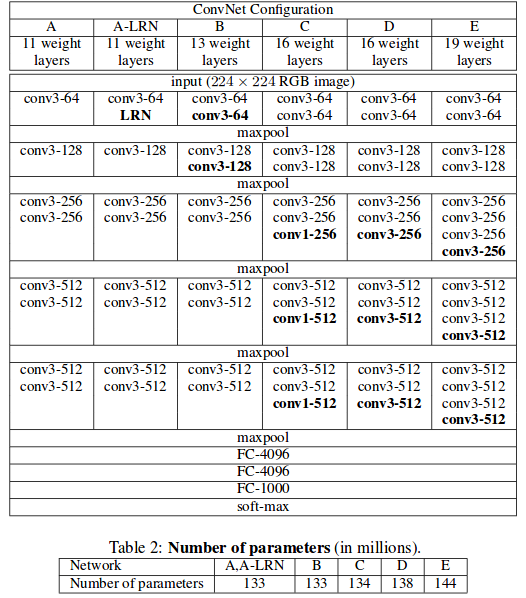 ConvNet Configuration
A A-LRN B C D E
11 weight layers 11 weight layers 13 weight layers 16 weight layers 16 weight layers 19 weight layers
input (224 × 224 RGB image)
conv3-64 conv3-64 conv3-64 conv3-64 conv3-64 conv3-64
LRN conv3-64 conv3-64 conv3-64 conv3-64
maxpool
conv3-128 conv3-128 conv3-128 conv3-128 conv3-128 conv3-128
conv3-128 conv3-128 conv3-128 conv3-128
maxpool
conv3-256 conv3-256 conv3-256 conv3-256 conv3-256 conv3-256
conv3-256 conv3-256 conv3-256 conv3-256 conv3-256 conv3-256
conv1-256 conv3-256 conv3-256
conv3-256
maxpool
conv3-512 conv3-512 conv3-512 conv3-512 conv3-512 conv3-512
conv3-512 conv3-512 conv3-512 conv3-512 conv3-512 conv3-512
conv1-512 conv3-512 conv3-512
conv3-512
maxpool
conv3-512 conv3-512 conv3-512 conv3-512 conv3-512 conv3-512
conv3-512 conv3-512 conv3-512 conv3-512 conv3-512 conv3-512
conv1-512 conv3-512 conv3-512
conv3-512
maxpool
FC-4096
FC-4096
FC-1000
soft-max
Table 2: Number of parameters (in millions).
Network A,A-LRN B C D E
Number of parameters 133 133 134 138 144